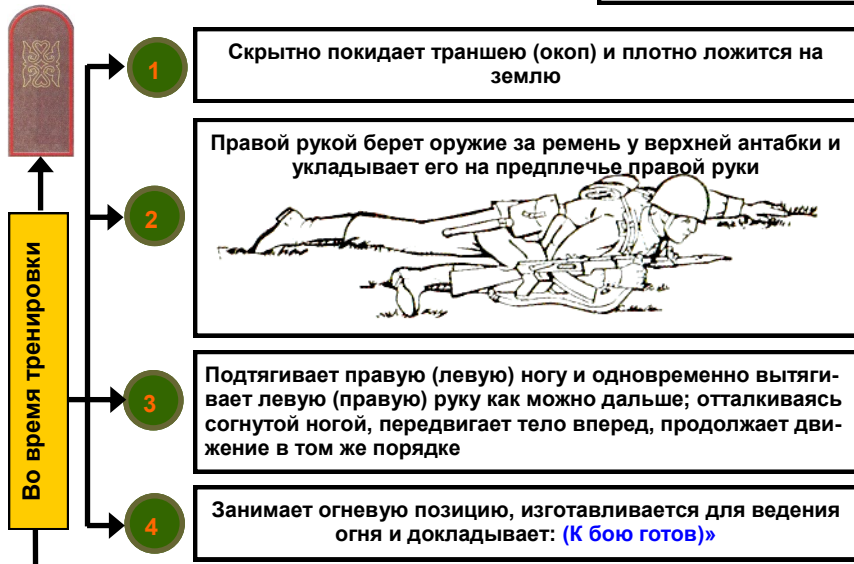 1
Скрытно покидает траншею (окоп) и плотно ложится на
землю
2
Правой рукой берет оружие за ремень у верхней антабки и
укладывает его на предплечье правой руки
Во время тренировки
3
Подтягивает правую (левую) ногу и одновременно вытяги-
вает левую (правую) руку как можно дальше; отталкиваясь
согнутой ногой, передвигает тело вперед, продолжает дви-
жение в том же порядке
4
Занимает огневую позицию, изготавливается для ведения
огня и докладывает: (К бою готов)»